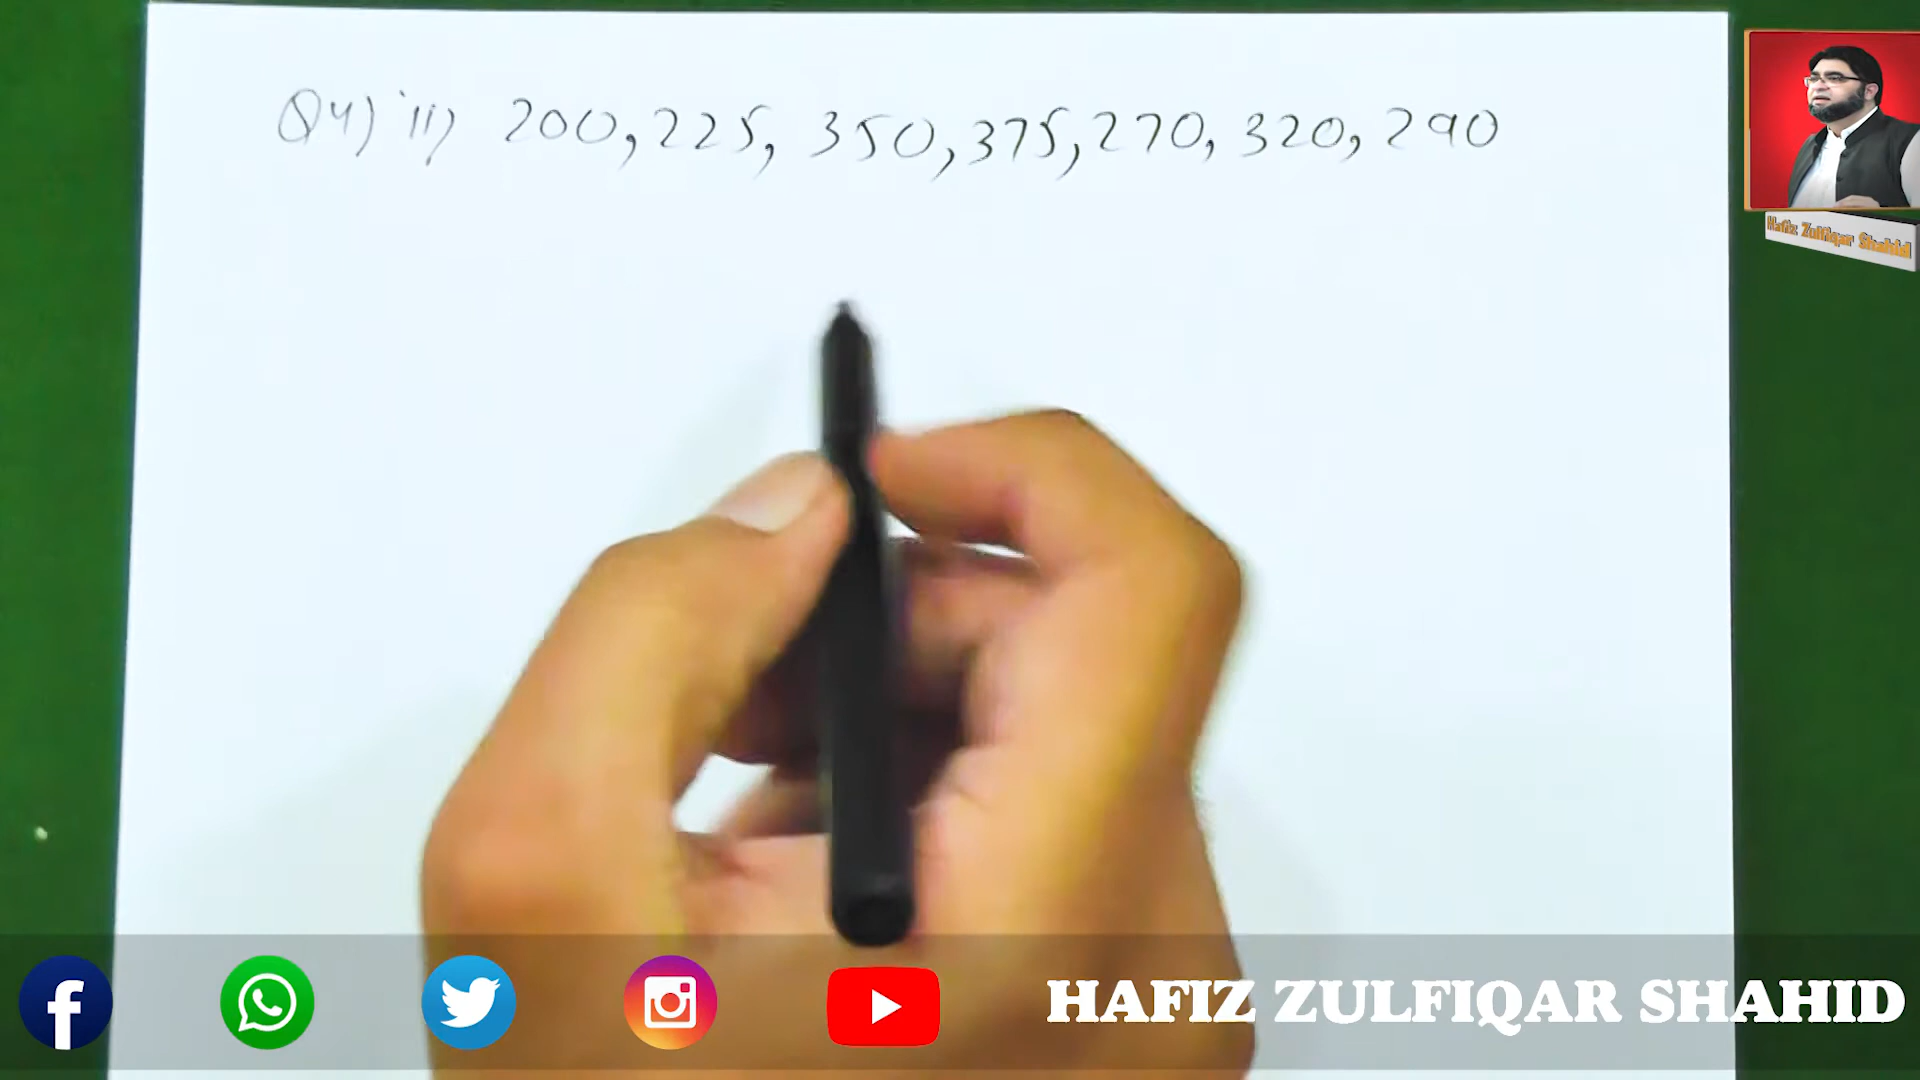 Q4) ii) 200, 225, 350, 375, 270, 320, 290
Hafiz Zulfiqar Shahid
HAFIZ ZULFIQAR SHAHID